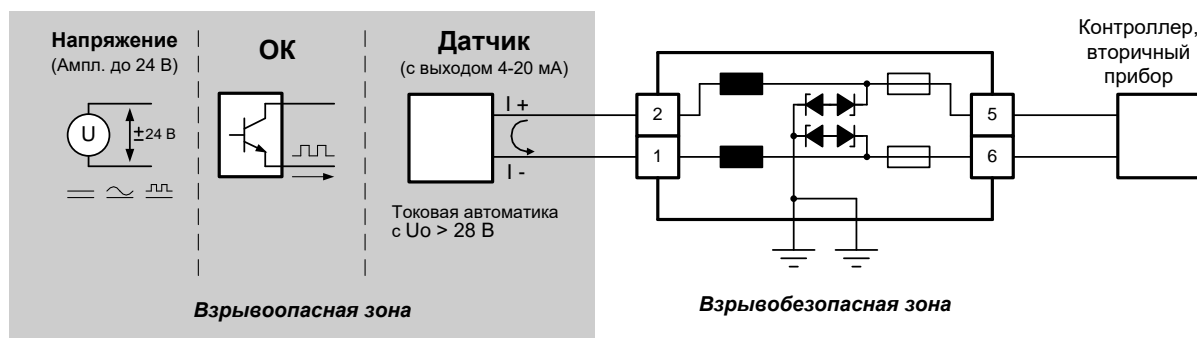 Напряжение
(Ампл. до 24 В)
U
±24 В
ОК
Датчик
(с выходом 4-20 мА)
I +
I -
Токовая автоматика
с Uo > 28 В
Взрывоопасная зона
2
1
5
6
Контроллер,
вторичный
прибор
Взрывобезопасная зона